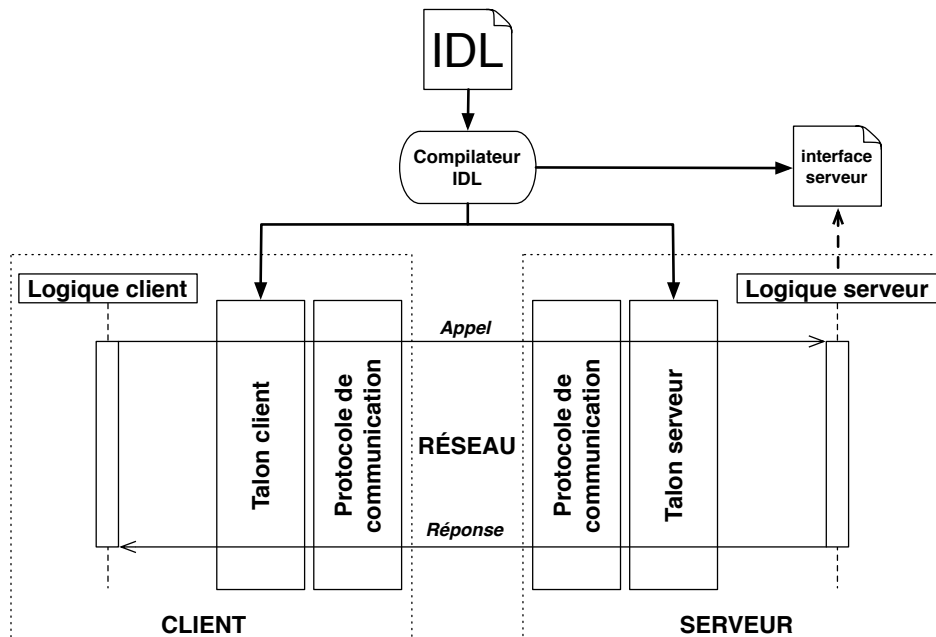 IDL
Compilateur
IDL
interface
serveur
Logique client
Logique serveur
Appel
Talon client
Protocole de
communication
RÉSEAU
Protocole de
communication
Talon serveur
Réponse
CLIENT
SERVEUR